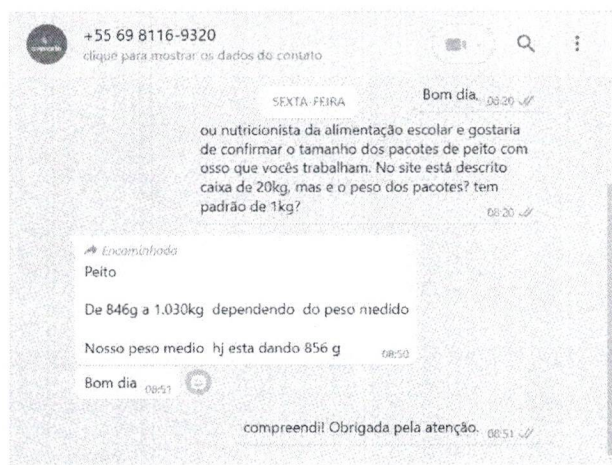 +55 69 8116-9320
clique para mostrar os dados do contato
SEXTA-FEIRA
Bom dia. 08:20
ou nutricionista da alimentação escolar e gostaria
de confirmar o tamanho dos pacotes de peito com
osso que vocês trabalham. No site está descrito
caixa de 20kg, mas e o peso dos pacotes? tem
padrão de 1kg?
08:20
Encaminhada
Peito
De 846g a 1.030kg dependendo do peso medido
Nosso peso medio hj esta dando 856 g
08:50
Bom dia 08:51
compreendi! Obrigada pela atenção. 08:51